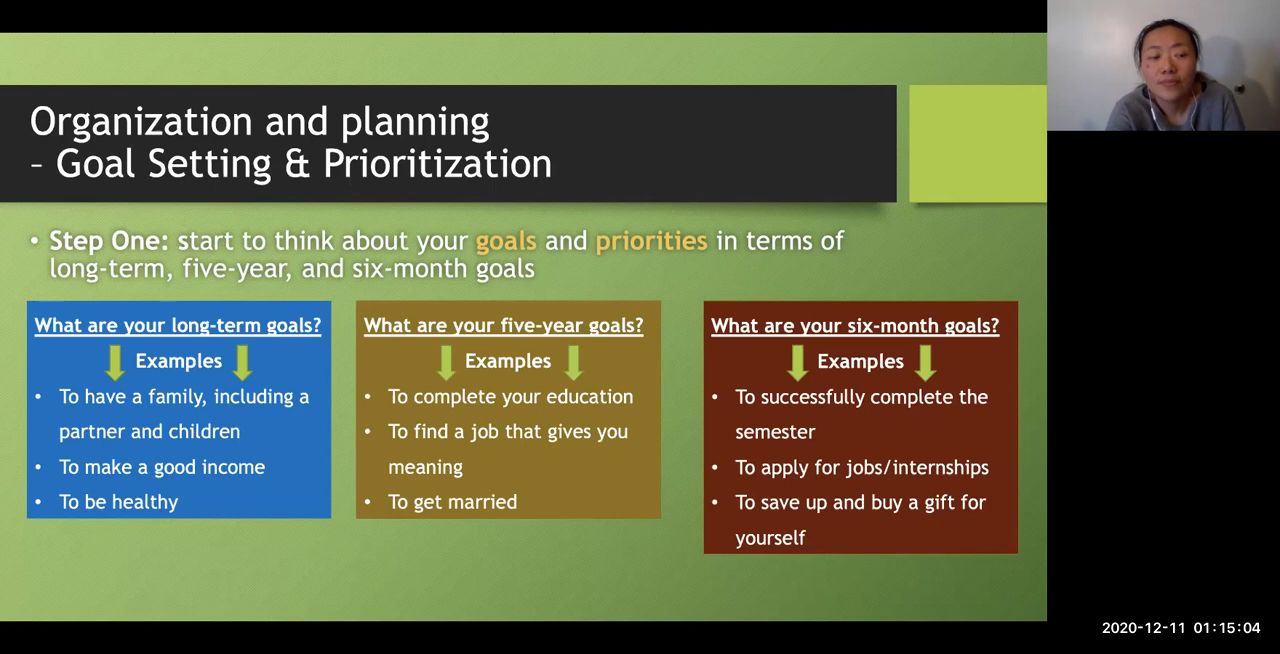 Organization and planning
– Goal Setting & Prioritization
• Step One: start to think about your goals and priorities in terms of
long-term, five-year, and six-month goals
What are your long-term goals?
Examples
• To have a family, including a
partner and children
• To make a good income
• To be healthy
What are your five-year goals?
Examples
• To complete your education
• To find a job that gives you
meaning
• To get married
What are your six-month goals?
Examples
• To successfully complete the
semester
• To apply for jobs/internships
• To save up and buy a gift for
yourself
2020-12-11 01:15:04